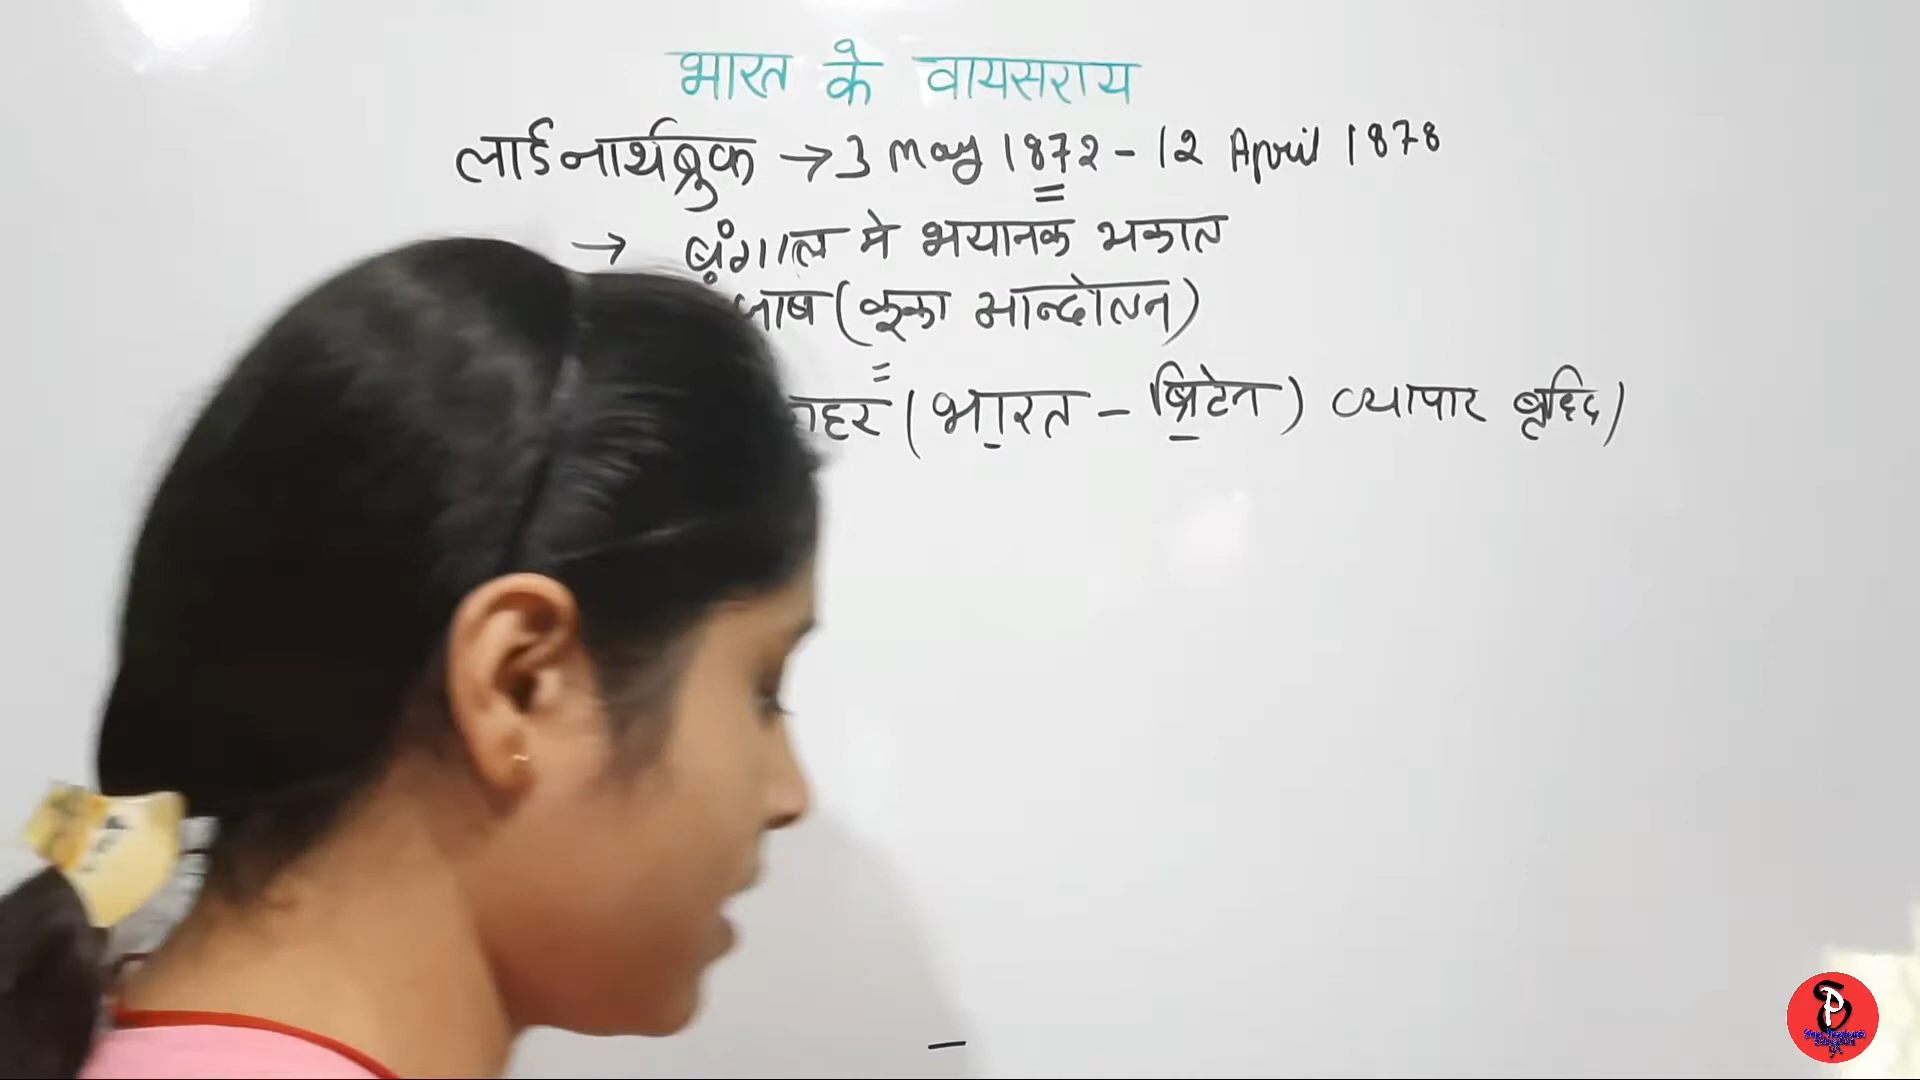 भारत के वायसराय
लार्ड नार्थब्रुक → 3 May 1872 - 12 April 1878
→ बंगाल मे भयानक अकाल
(कूका आन्दोलन)
(भारत - ब्रिटेन) व्यापार बृद्धि)